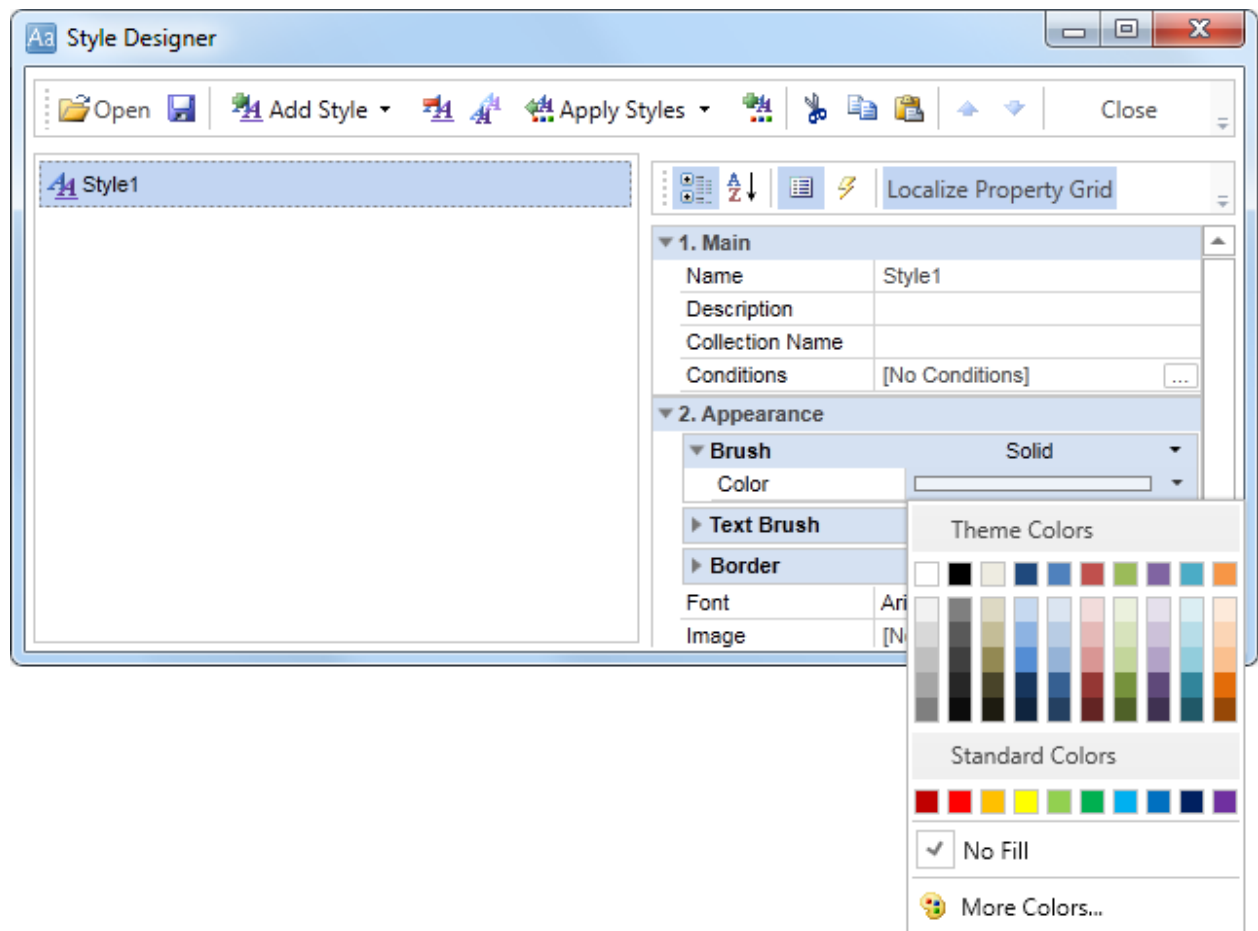 Style Designer
Open Add Style Apply Styles Close
Style1
Localize Property Grid
1. Main
Name Style1
Description
Collection Name
Conditions [No Conditions] ...
2. Appearance
Brush Solid
Color
Text Brush
Border
Font Ari
Image [No
Theme Colors
Standard Colors
No Fill
More Colors...